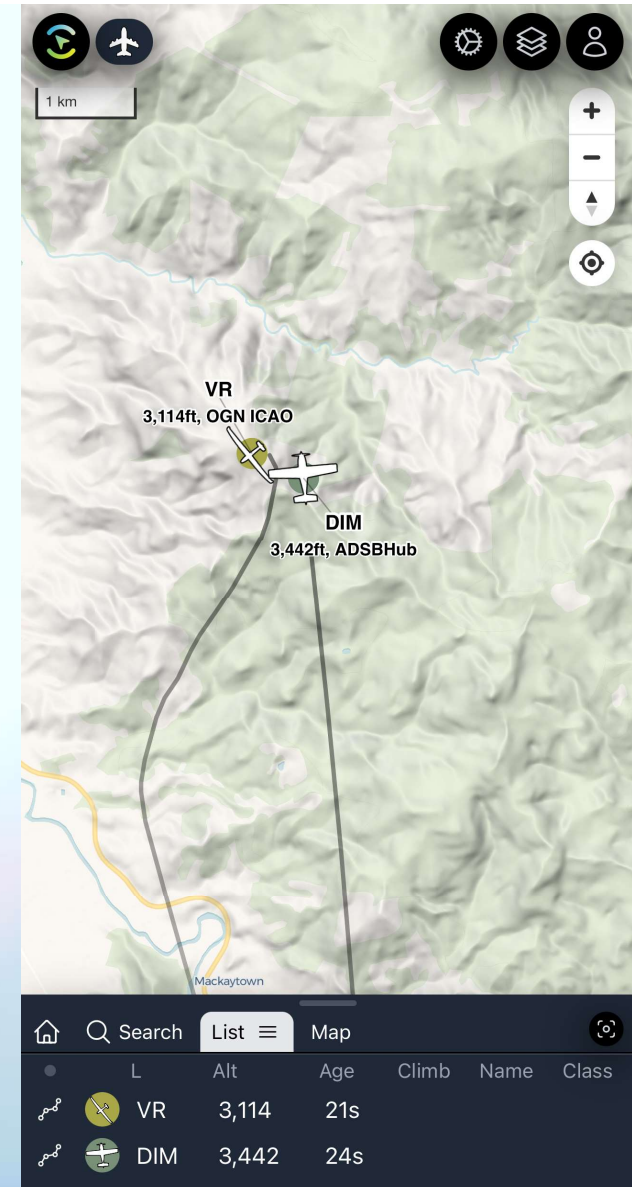 1 km
VR
3,114ft, OGN ICAO
DIM
3,442ft, ADSBHub
Mackaytown
Search
List
Map
L Alt Age Climb Name Class
VR 3,114 21s
DIM 3,442 24s